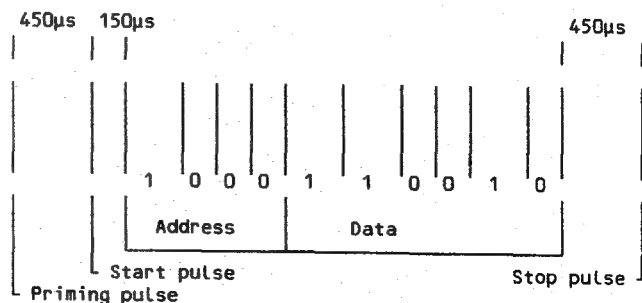 450µs 150µs 450µs
1 0 0 0 1 1 0 0 1 0
Address Data
Start pulse Stop pulse
Priming pulse